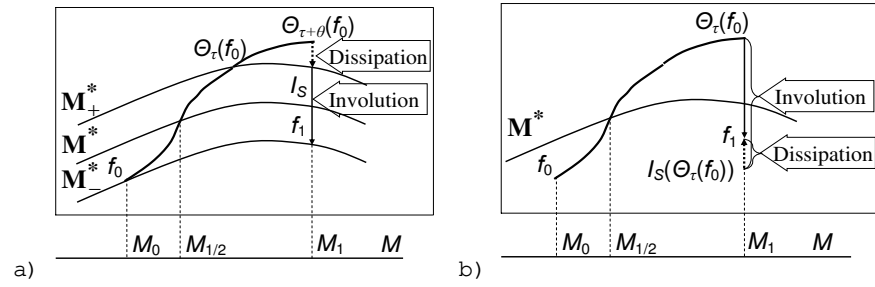 Θτ+θ(f0)
Θτ(f0)
Dissipation
M*+
IS
Involution
M*
f1
f0
M*−
M0 M1/2 M1 M
a)
Θτ(f0)
Involution
M*
f1
f0
Dissipation
IS(Θτ(f0))
M0 M1/2 M1 M
b)